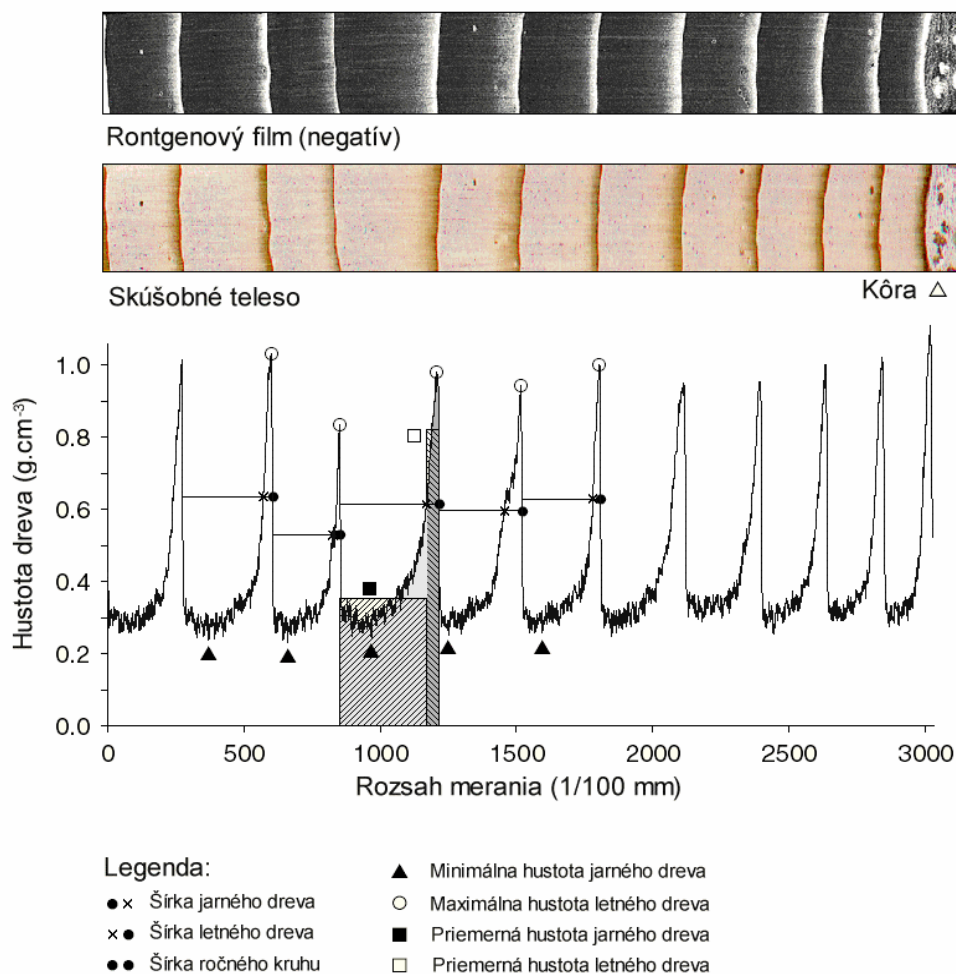 Rontgenový film (negatív)
Skúšobné teleso
Kôra
Hustota dreva (g.cm-3)
1.0
0.8
0.6
0.4
0.2
0.0
0 500 1000 1500 2000 2500 3000
Rozsah merania (1/100 mm)
Legenda:
Šírka jarného dreva
Šírka letného dreva
Šírka ročného kruhu
Minimálna hustota jarného dreva
Maximálna hustota letného dreva
Priemerná hustota jarného dreva
Priemerná hustota letného dreva